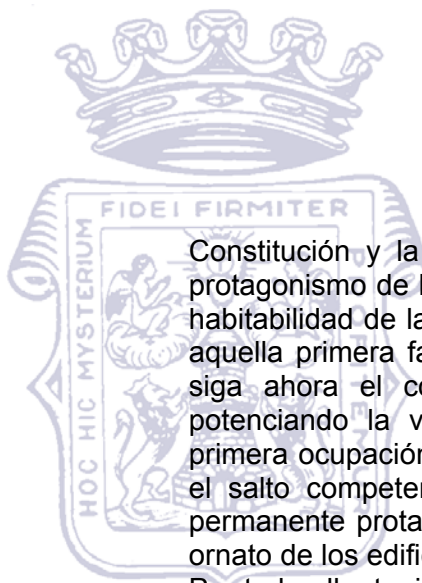 FIDEI FIRMITER
HOC HIC MYSTERIUM
PROFITEMUR
Constitución y la
protagonismo de l
habitabilidad de la
aquella primera fa
siga ahora el co
potenciando la v
primera ocupación
el salto competen
permanente prota
ornato de los edific